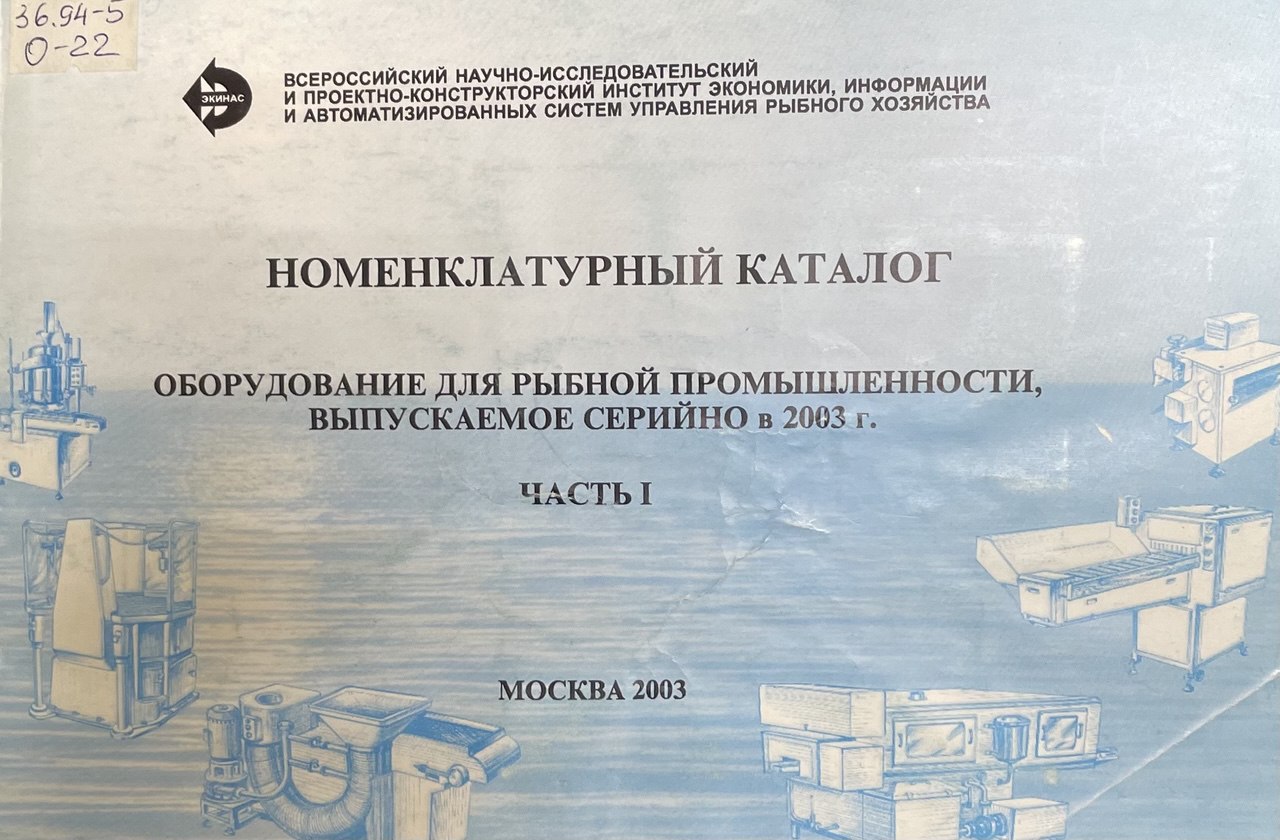 36.94-5
О-22
ЭКИНАС
ВСЕРОССИЙСКИЙ НАУЧНО-ИССЛЕДОВАТЕЛЬСКИЙ
И ПРОЕКТНО-КОНСТРУКТОРСКИЙ ИНСТИТУТ ЭКОНОМИКИ, ИНФОРМАЦИИ
И АВТОМАТИЗИРОВАННЫХ СИСТЕМ УПРАВЛЕНИЯ РЫБНОГО ХОЗЯЙСТВА
НОМЕНКЛАТУРНЫЙ КАТАЛОГ
ОБОРУДОВАНИЕ ДЛЯ РЫБНОЙ ПРОМЫШЛЕННОСТИ,
ВЫПУСКАЕМОЕ СЕРИЙНО в 2003 г.
ЧАСТЬ I
МОСКВА 2003